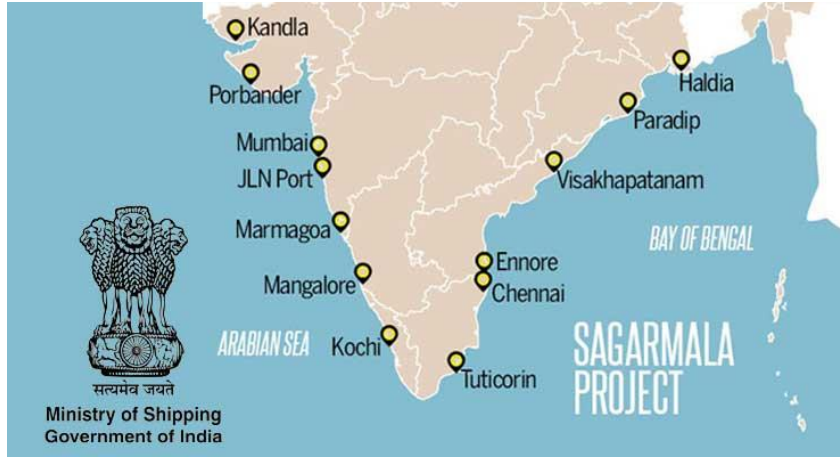 Kandla
Porbander
Mumbai
JLN Port
Marmagoa
Mangalore
Kochi
Tuticorin
Chennai
Ennore
Visakhapatanam
Paradip
Haldia
ARABIAN SEA
BAY OF BENGAL
SAGARMALA
PROJECT
सत्यमेव जयते
Ministry of Shipping
Government of India